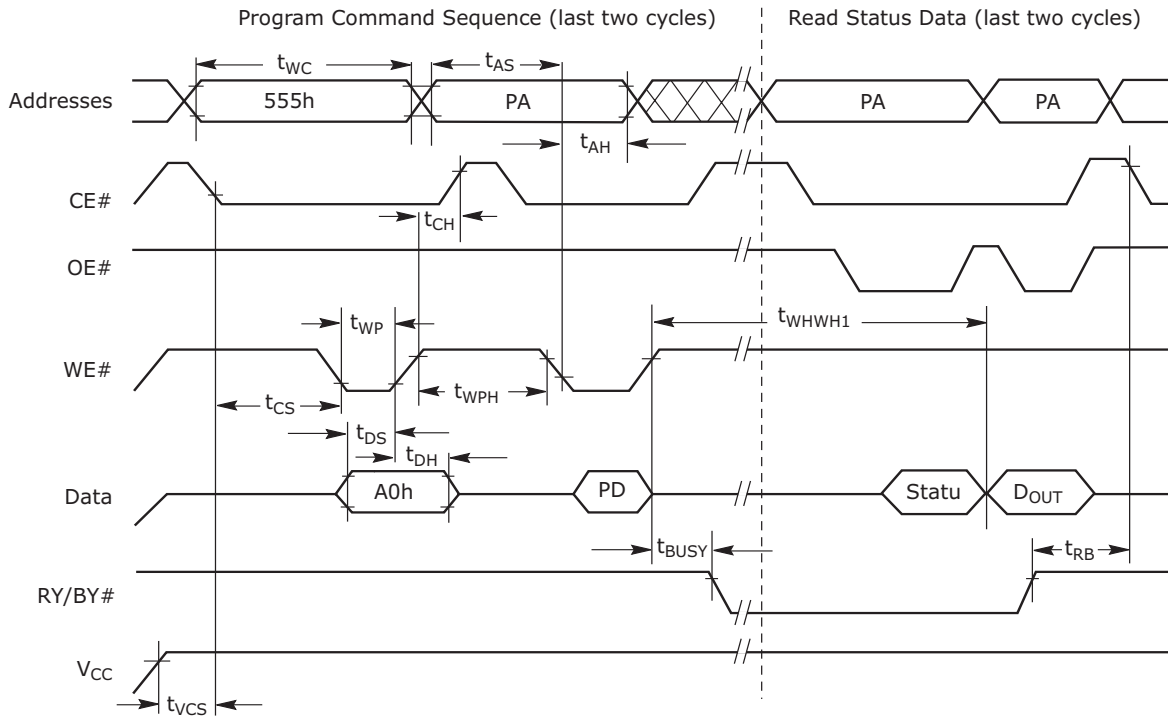 Program Command Sequence (last two cycles) Read Status Data (last two cycles)
tWC tAS
Addresses 555h PA PA PA
tAH
CE#
tCH
OE#
tWP tWHWH1
WE#
tCS tWPH
tDS
tDH
Data A0h PD Statu DOUT
tBUSY tRB
RY/BY#
VCC
tVCS